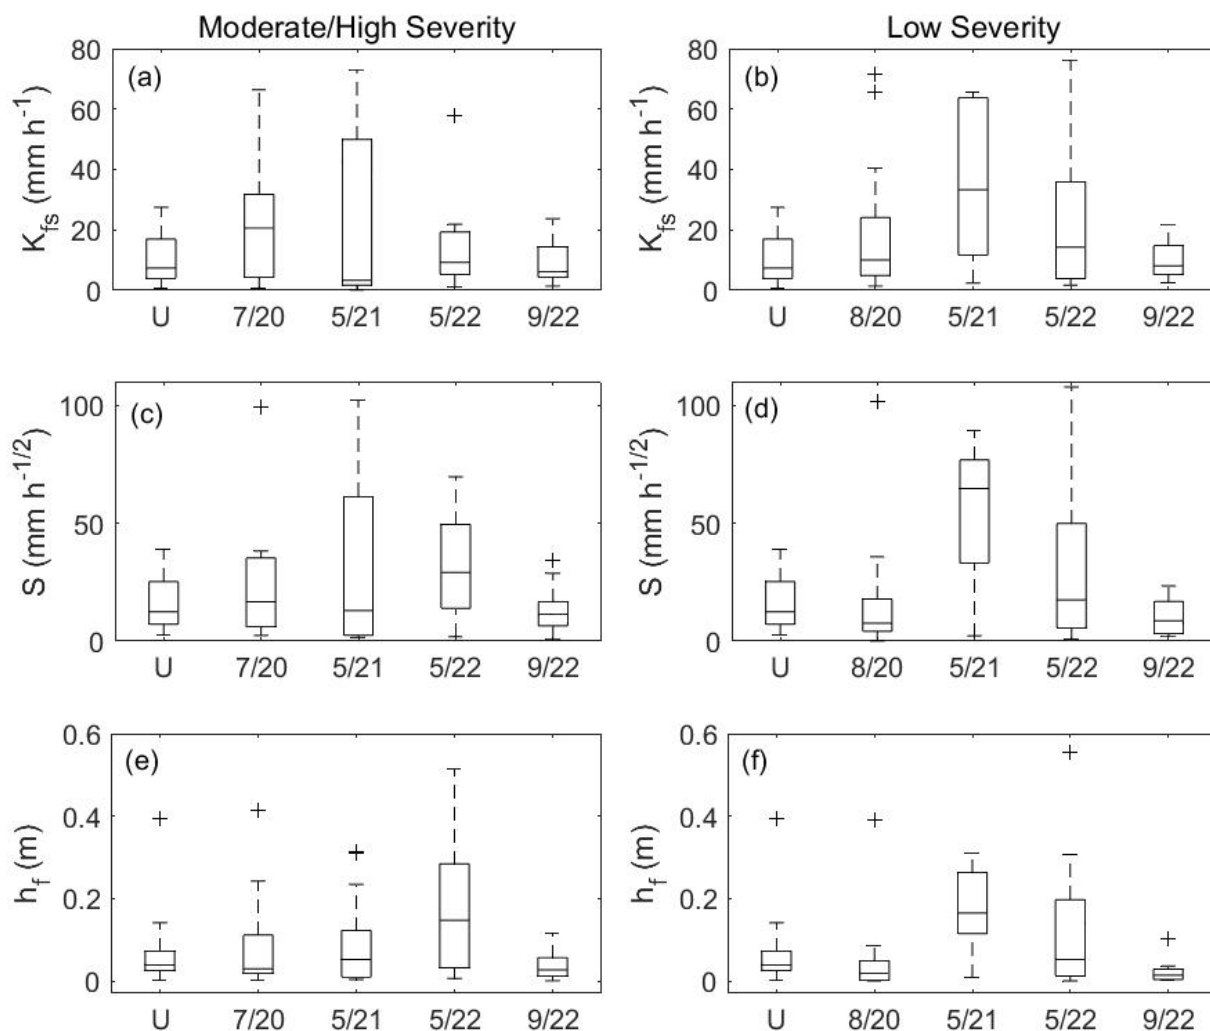 Moderate/High Severity
Low Severity
(a)
80
60
40
20
0
K_fs (mm h^-1)
U 7/20 5/21 5/22 9/22
(b)
80
60
40
20
0
K_fs (mm h^-1)
U 8/20 5/21 5/22 9/22
(c)
100
50
0
S (mm h^-1/2)
U 7/20 5/21 5/22 9/22
(d)
100
50
0
S (mm h^-1/2)
U 8/20 5/21 5/22 9/22
(e)
0.6
0.4
0.2
0
h_f (m)
U 7/20 5/21 5/22 9/22
(f)
0.6
0.4
0.2
0
h_f (m)
U 8/20 5/21 5/22 9/22